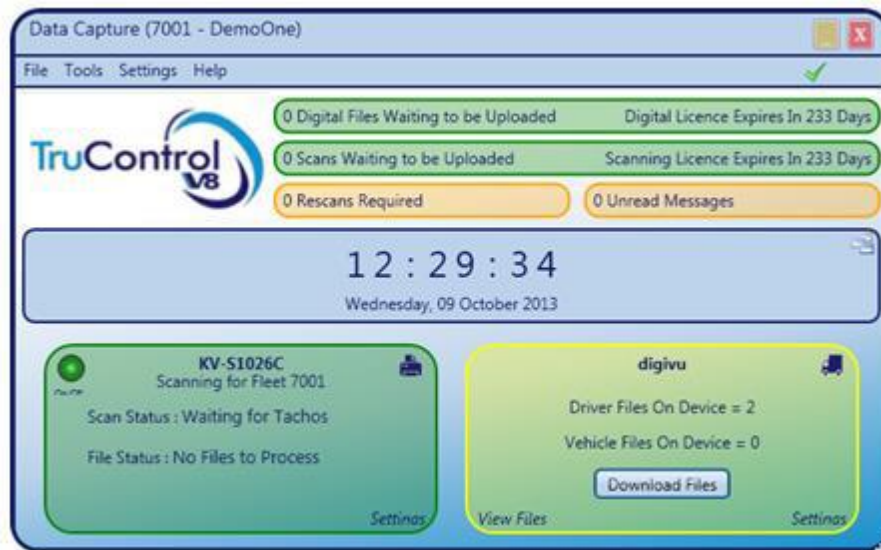 Data Capture (7001 - DemoOne)
X
File Tools Settings Help
TruControl
V8
0 Digital Files Waiting to be Uploaded Digital Licence Expires In 233 Days
0 Scans Waiting to be Uploaded Scanning Licence Expires In 233 Days
0 Rescans Required 0 Unread Messages
12:29:34
Wednesday, 09 October 2013
KV-S1026C
Scanning for Fleet 7001
Scan Status : Waiting for Tachos
File Status : No Files to Process
Settings
digivu
Driver Files On Device = 2
Vehicle Files On Device = 0
Download Files
View Files Settings